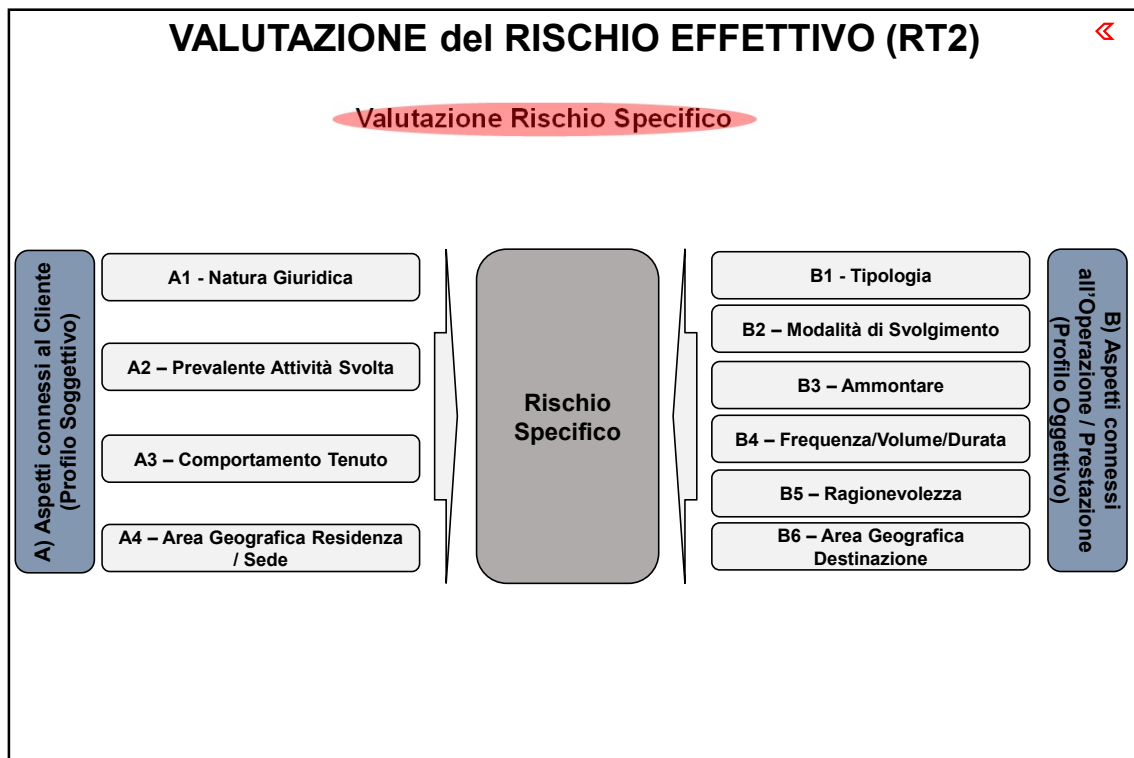 VALUTAZIONE del RISCHIO EFFETTIVO (RT2)
Valutazione Rischio Specifico
A) Aspetti connessi al Cliente
(Profilo Soggettivo)
A1 - Natura Giuridica
A2 – Prevalente Attività Svolta
A3 – Comportamento Tenuto
A4 – Area Geografica Residenza
/ Sede
Rischio
Specifico
B1 - Tipologia
B2 – Modalità di Svolgimento
B3 – Ammontare
B4 – Frequenza/Volume/Durata
B5 – Ragionevolezza
B6 – Area Geografica
Destinazione
B) Aspetti connessi
all’Operazione / Prestazione
(Profilo Oggettivo)